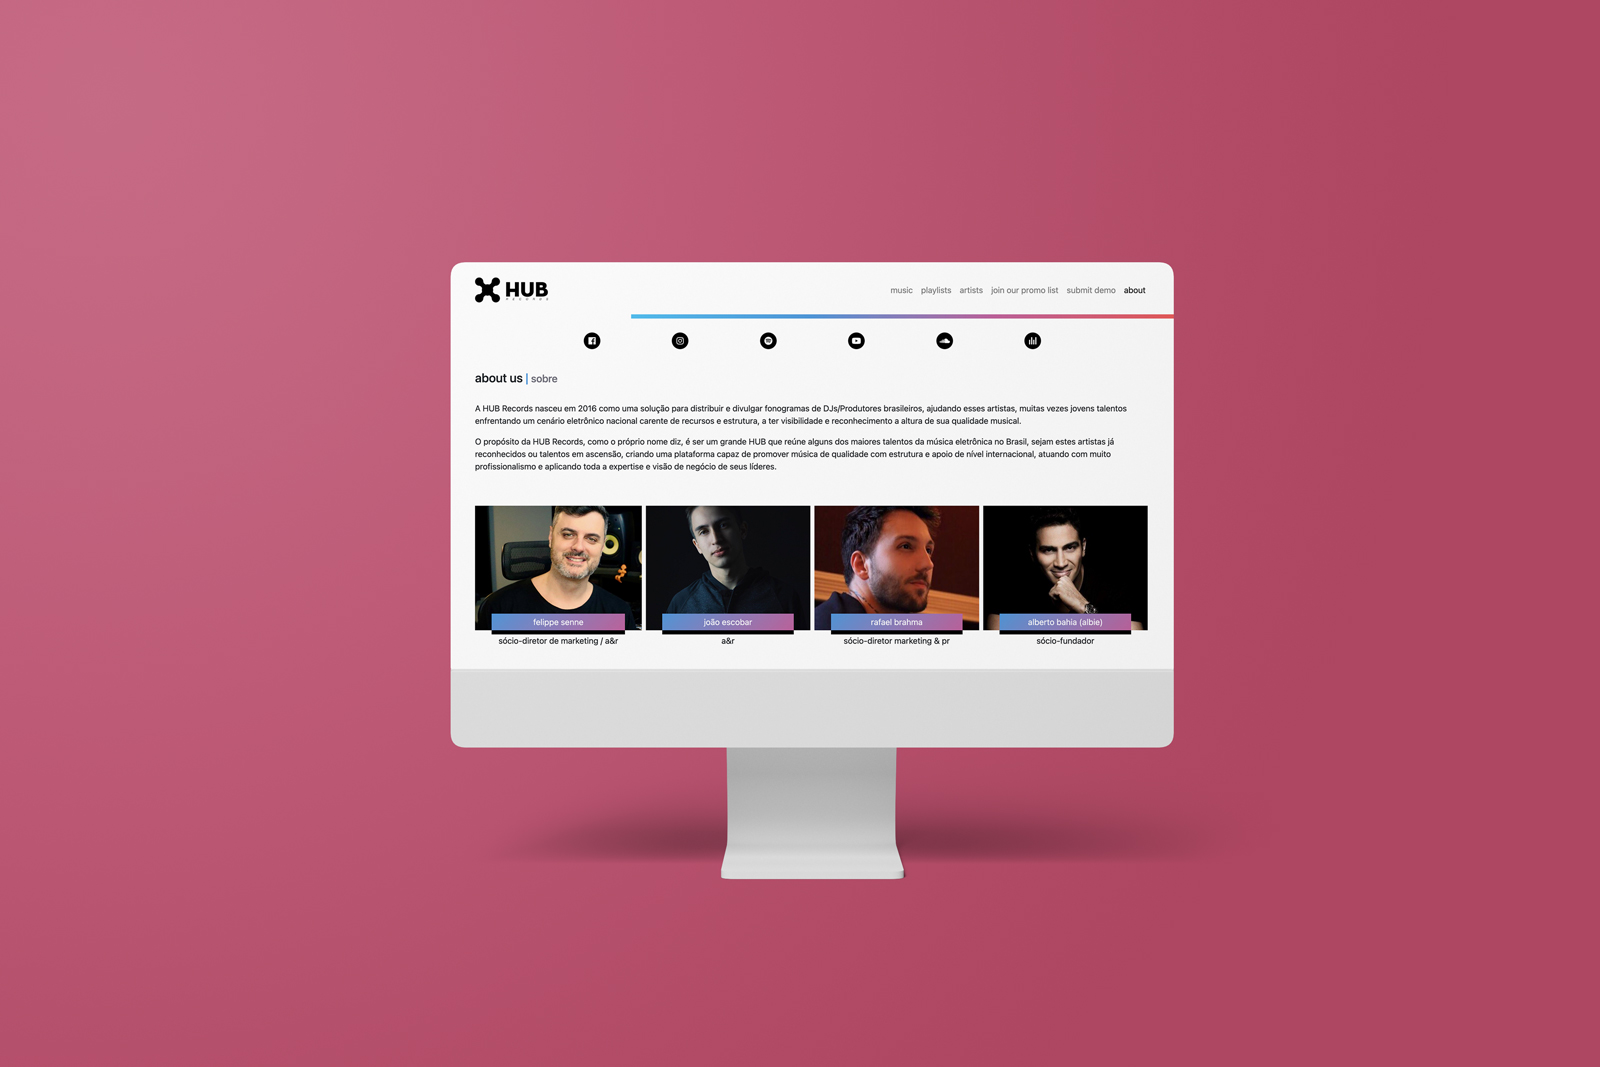 HUB
RECORDS
music playlists artists join our promo list submit demo about
about us | sobre
A HUB Records nasceu em 2016 como uma solução para distribuir e divulgar fonogramas de DJs/Produtores brasileiros, ajudando esses artistas, muitas vezes jovens talentos
enfrentando um cenário eletrônico nacional carente de recursos e estrutura, a ter visibilidade e reconhecimento a altura de sua qualidade musical.
O propósito da HUB Records, como o próprio nome diz, é ser um grande HUB que reúne alguns dos maiores talentos da música eletrônica no Brasil, sejam estes artistas já
reconhecidos ou talentos em ascensão, criando uma plataforma capaz de promover música de qualidade com estrutura e apoio de nível internacional, atuando com muito
profissionalismo e aplicando toda a expertise e visão de negócio de seus líderes.
felippe senne joão escobar rafael brahma alberto bahia (albie)
sócio-diretor de marketing / a&r a&r sócio-diretor marketing & pr sócio-fundador